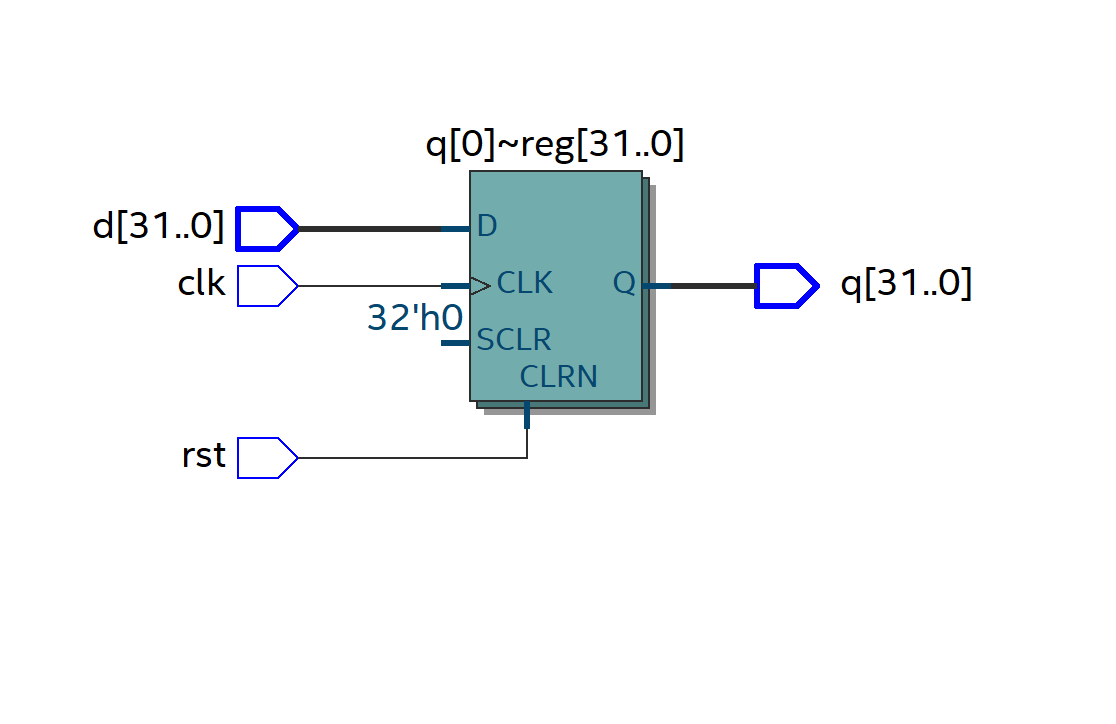 q[0]~reg[31..0]
d[31..0]
D
clk
CLK
Q
q[31..0]
32'h0
SCLR
CLRN
rst